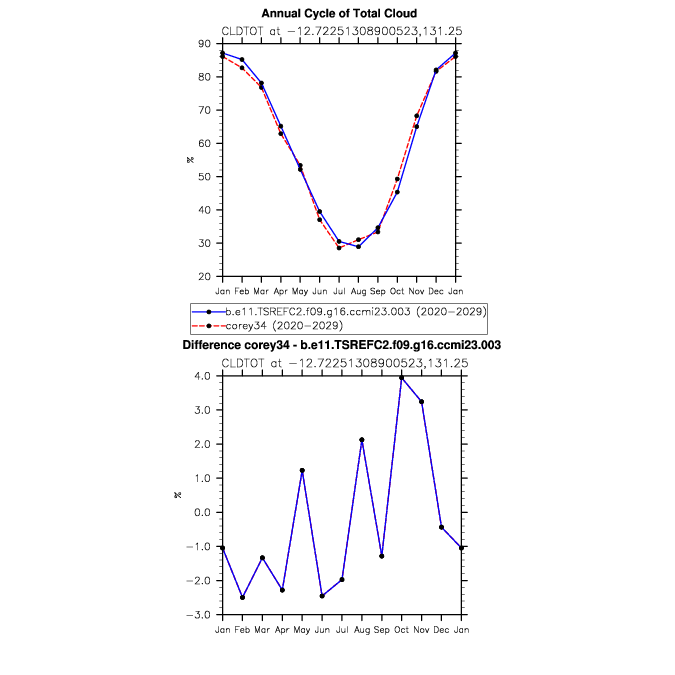 Annual Cycle of Total Cloud
CLDTOT at −12.72251308900523,131.25
90
80
70
60
50
40
30
20
%
Jan Feb Mar Apr May Jun Jul Aug Sep Oct Nov Dec Jan
b.e11.TSREFC2.f09.g16.ccmi23.003 (2020−2029)
corey34 (2020−2029)
Difference corey34 - b.e11.TSREFC2.f09.g16.ccmi23.003
CLDTOT at −12.72251308900523,131.25
4.0
3.0
2.0
1.0
0.0
−1.0
−2.0
−3.0
%
Jan Feb Mar Apr May Jun Jul Aug Sep Oct Nov Dec Jan